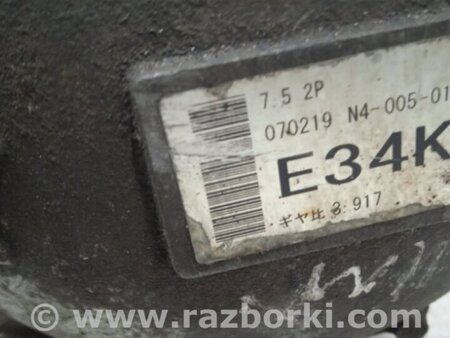 7.5 2P
070219 N4-005-01
E34K
ギヤ比 3.917
www.razborki.com